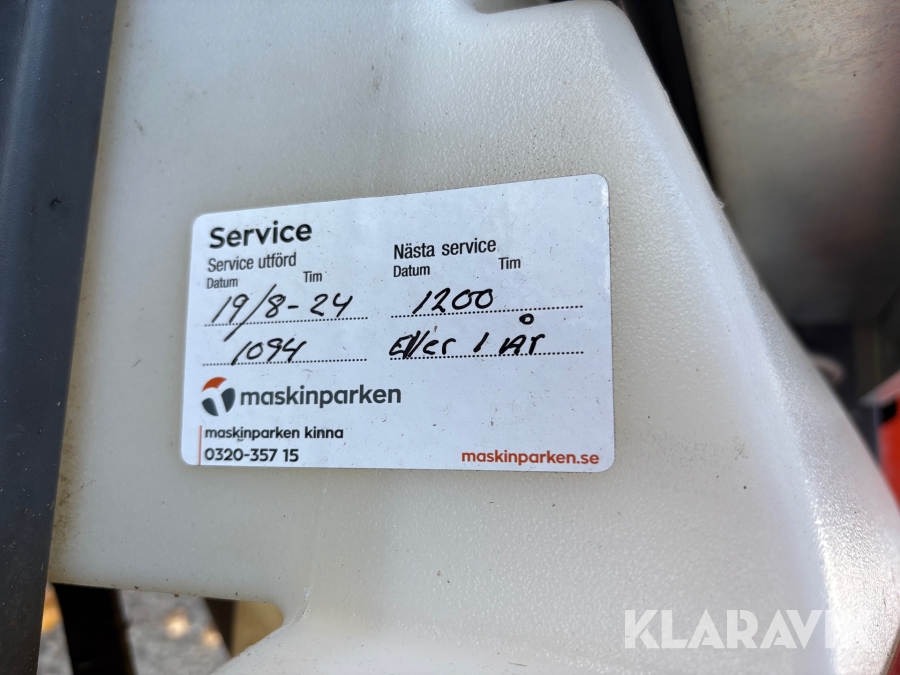 Service
Service utförd Nästa service
Datum Tim Datum Tim
19/8-24 1200
1094 Eller 1 År
maskinparken
maskinparken kinna
0320-357 15 maskinparken.se
KLARAVIK